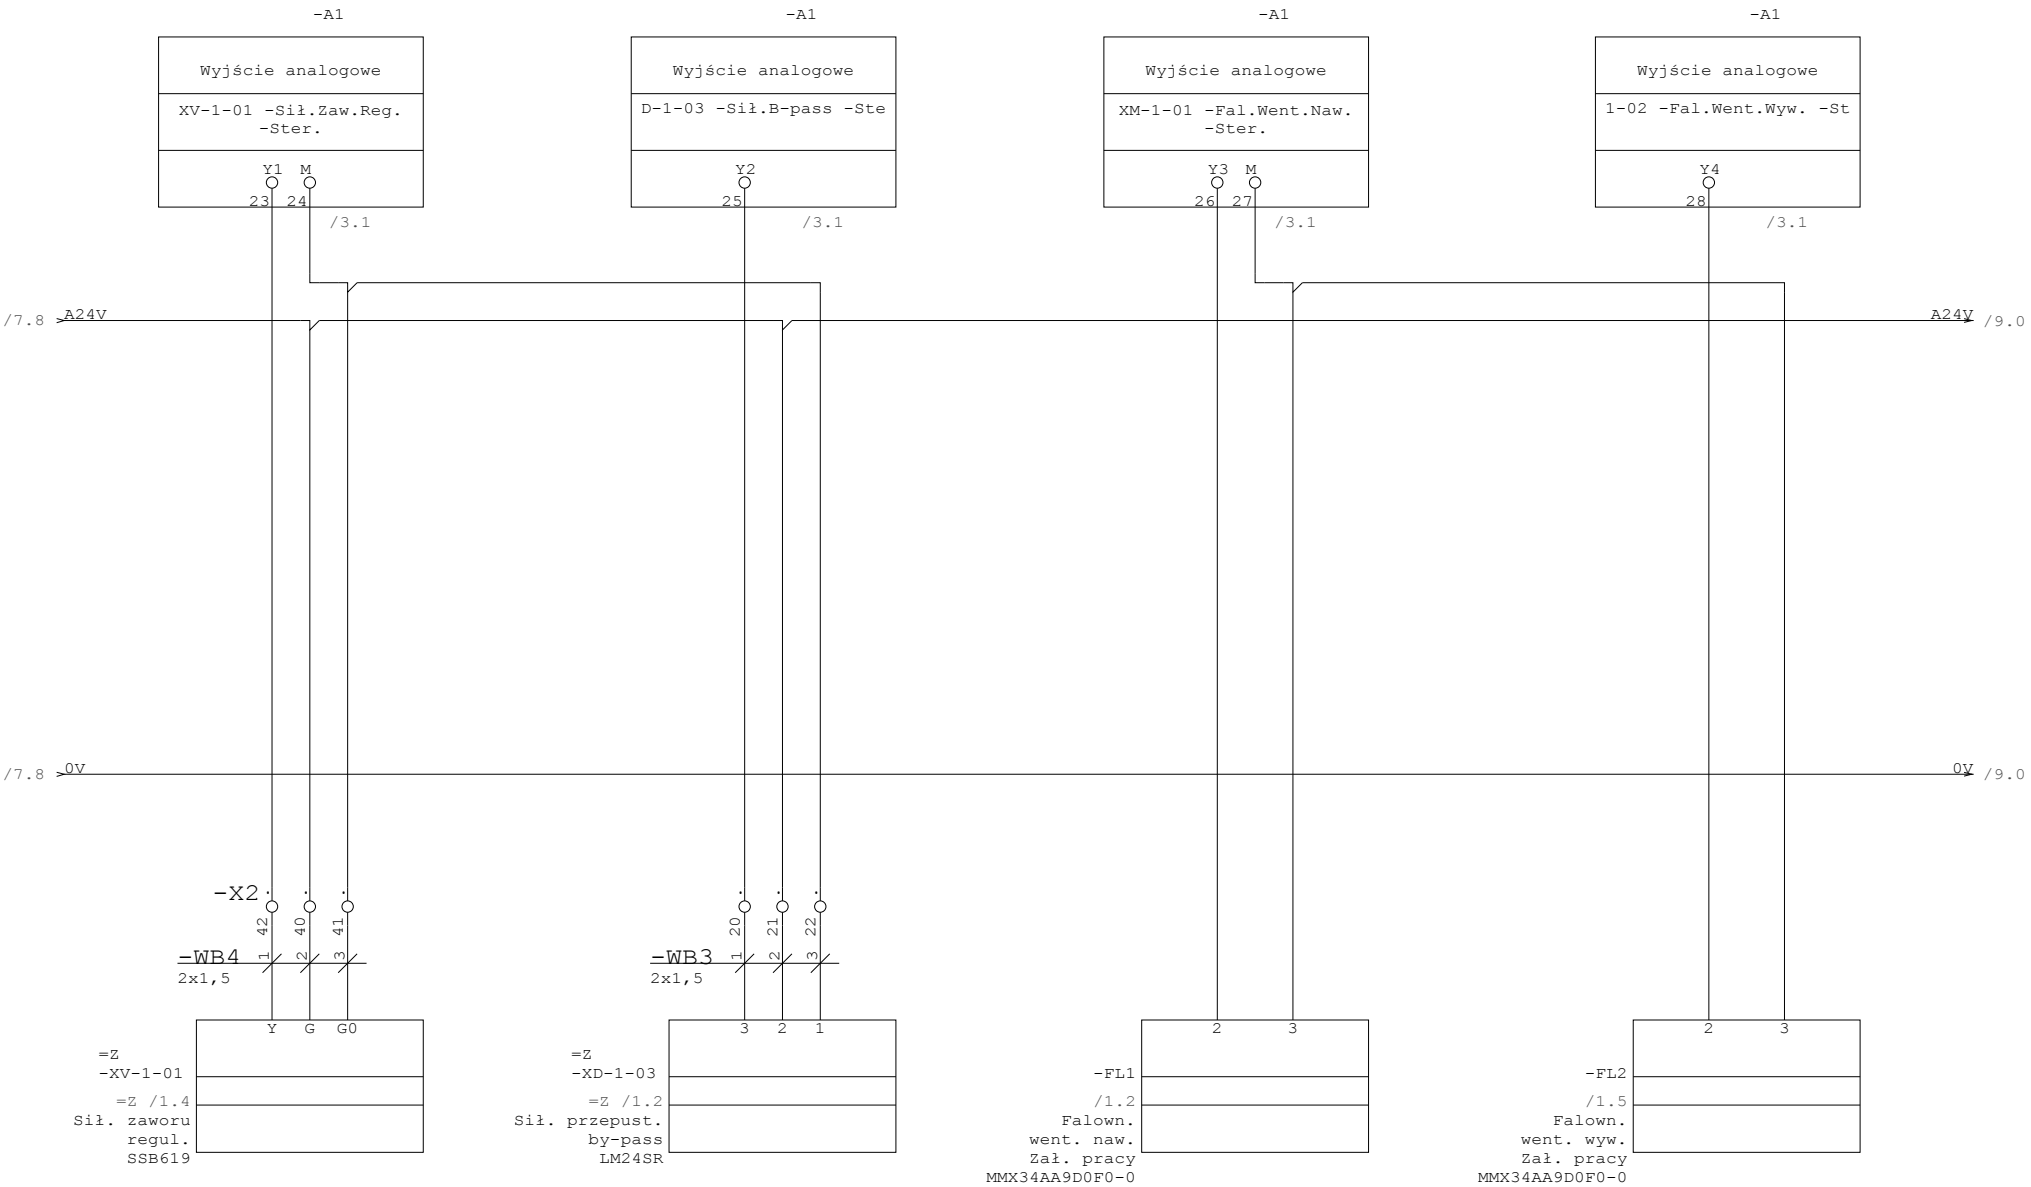 -A1 -A1 -A1 -A1
Wyjście analogowe Wyjście analogowe Wyjście analogowe Wyjście analogowe
XV-1-01 -Sił.Zaw.Reg. D-1-03 -Sił.B-pass -Ste XM-1-01 -Fal.Went.Naw. 1-02 -Fal.Went.Wyw. -St
-Ster. -Ster.
Y1 M Y2 Y3 M Y4
23 24 25 26 27 28
/3.1 /3.1 /3.1 /3.1
/7.8 A24V A24V /9.0
/7.8 0V 0V /9.0
-X2
42 40 41 20 21 22
-WB4 1 2 3 -WB3 1 2 3
2x1,5 2x1,5
Y G G0 3 2 1 2 3 2 3
=Z =Z
-XV-1-01 -XD-1-03 -FL1 -FL2
=Z /1.4 =Z /1.2 /1.2 /1.5
Sił. zaworu Sił. przepust. Falown. Falown.
regul. by-pass went. naw. went. wyw.
SSB619 LM24SR Zał. pracy Zał. pracy
MMX34AA9D0F0-0 MMX34AA9D0F0-0